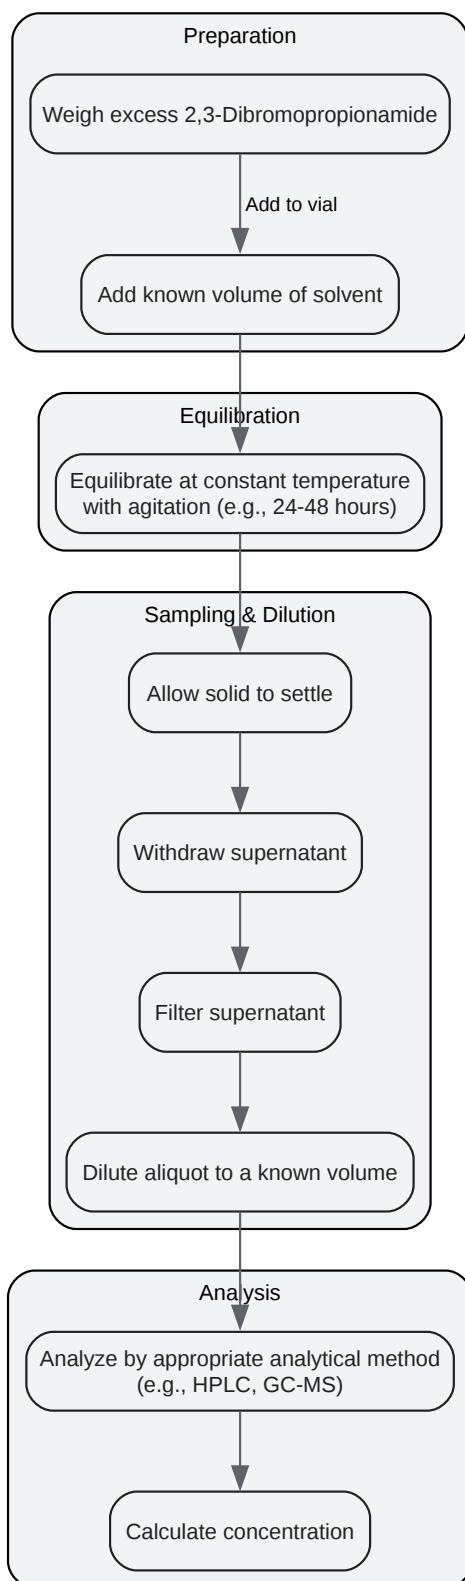 Preparation
Weigh excess 2,3-Dibromopropionamide
Add to vial
Add known volume of solvent
Equilibration
Equilibrate at constant temperature
with agitation (e.g., 24-48 hours)
Sampling & Dilution
Allow solid to settle
Withdraw supernatant
Filter supernatant
Dilute aliquot to a known volume
Analysis
Analyze by appropriate analytical method
(e.g., HPLC, GC-MS)
Calculate concentration